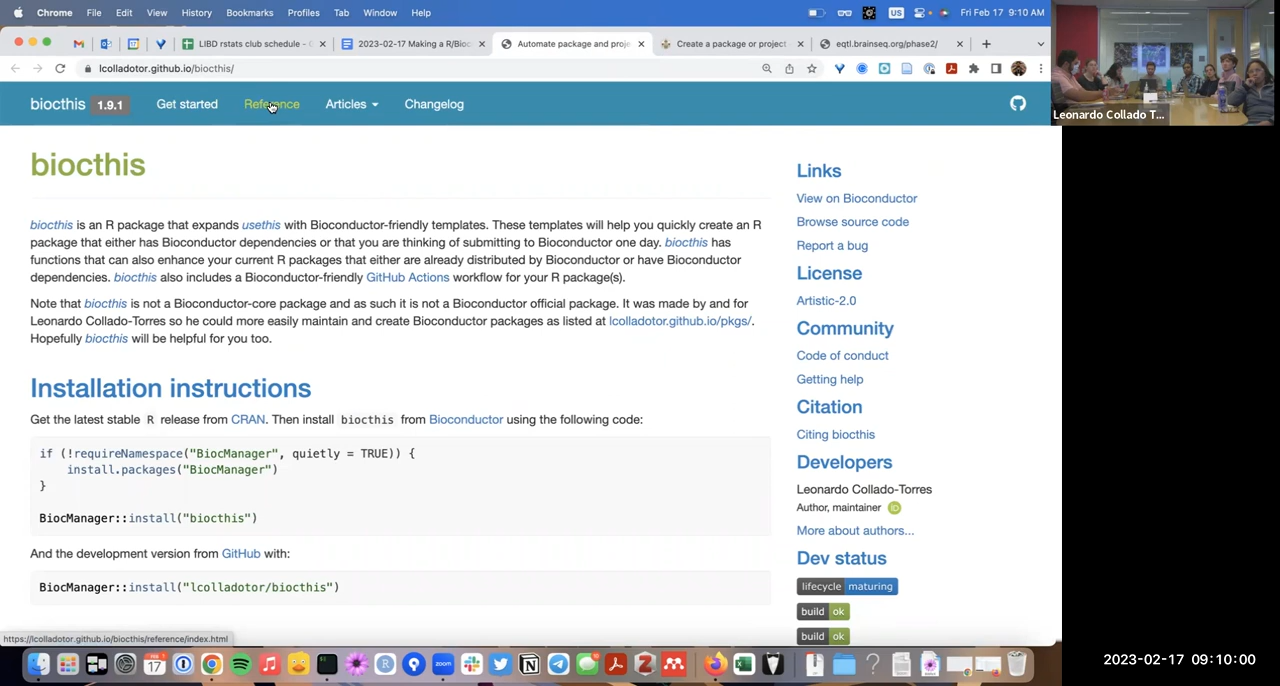 Chrome File Edit View History Bookmarks Profiles Tab Window Help US Fri Feb 17 9:10 AM
LIBD rstats club schedule - G 2023-02-17 Making a R/Bioc Automate package and proje Create a package or project eqtl.brainseq.org/phase2/
lcolladotor.github.io/biocthis/
biocthis 1.9.1 Get started Reference Articles Changelog
Leonardo Collado T...
biocthis
biocthis is an R package that expands usethis with Bioconductor-friendly templates. These templates will help you quickly create an R
package that either has Bioconductor dependencies or that you are thinking of submitting to Bioconductor one day. biocthis has
functions that can also enhance your current R packages that either are already distributed by Bioconductor or have Bioconductor
dependencies. biocthis also includes a Bioconductor-friendly GitHub Actions workflow for your R package(s).
Note that biocthis is not a Bioconductor-core package and as such it is not a Bioconductor official package. It was made by and for
Leonardo Collado-Torres so he could more easily maintain and create Bioconductor packages as listed at lcolladotor.github.io/pkgs/.
Hopefully biocthis will be helpful for you too.
Installation instructions
Get the latest stable R release from CRAN. Then install biocthis from Bioconductor using the following code:
if (!requireNamespace("BiocManager", quietly = TRUE)) {
install.packages("BiocManager")
}
BiocManager::install("biocthis")
And the development version from GitHub with:
BiocManager::install("lcolladotor/biocthis")
Links
View on Bioconductor
Browse source code
Report a bug
License
Artistic-2.0
Community
Code of conduct
Getting help
Citation
Citing biocthis
Developers
Leonardo Collado-Torres
Author, maintainer iD
More about authors...
Dev status
lifecycle maturing
build ok
build ok
https://lcolladotor.github.io/biocthis/reference/index.html
17
zoom
2023-02-17 09:10:00